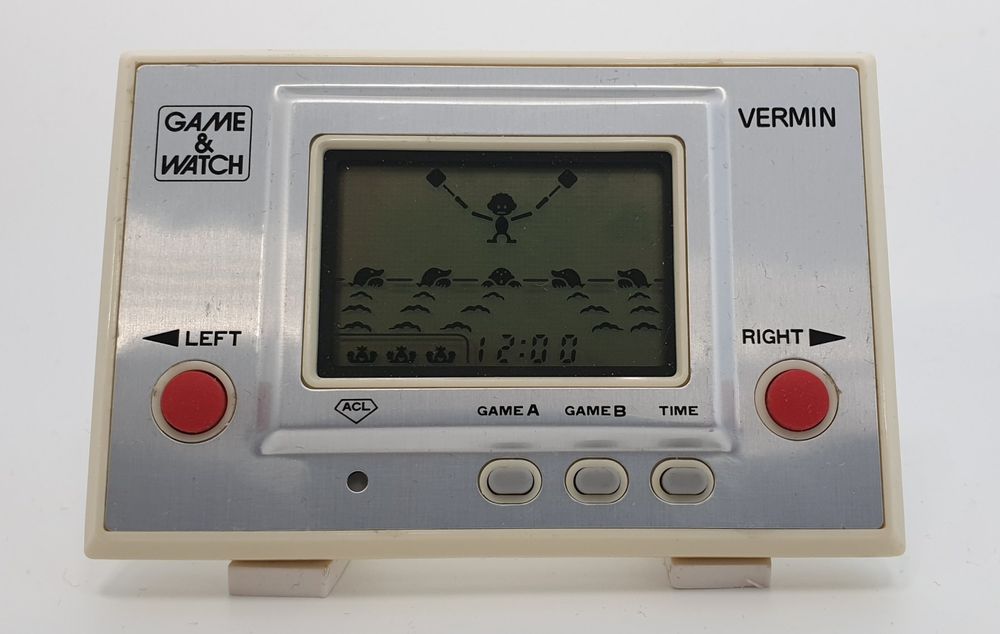 GAME
&
WATCH
VERMIN
LEFT
RIGHT
12:00
ACL
GAME A
GAME B
TIME